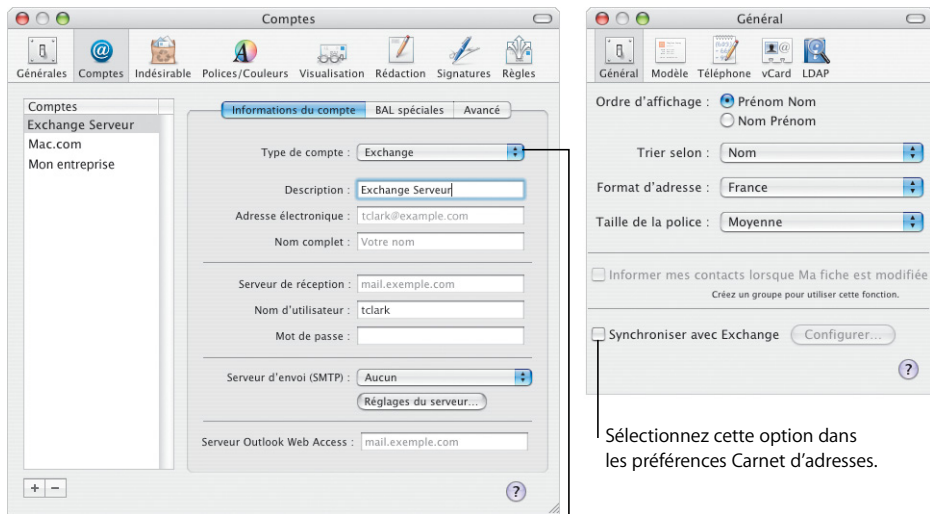 Comptes
Générales Comptes Indésirable Polices/Couleurs Visualisation Rédaction Signatures Règles
Comptes
Exchange Serveur
Mac.com
Mon entreprise
Informations du compte BAL spéciales Avancé
Type de compte : Exchange
Description : Exchange Serveur
Adresse électronique : tclark@example.com
Nom complet : Votre nom
Serveur de réception : mail.exemple.com
Nom d'utilisateur : tclark
Mot de passe :
Serveur d'envoi (SMTP) : Aucun
Réglages du serveur...
Serveur Outlook Web Access : mail.exemple.com
+ −
?
Général
Général Modèle Téléphone vCard LDAP
Ordre d'affichage : Prénom Nom
Nom Prénom
Trier selon : Nom
Format d'adresse : France
Taille de la police : Moyenne
Informer mes contacts lorsque Ma fiche est modifiée
Créez un groupe pour utiliser cette fonction.
Synchroniser avec Exchange Configurer...
?
Sélectionnez cette option dans
les préférences Carnet d'adresses.